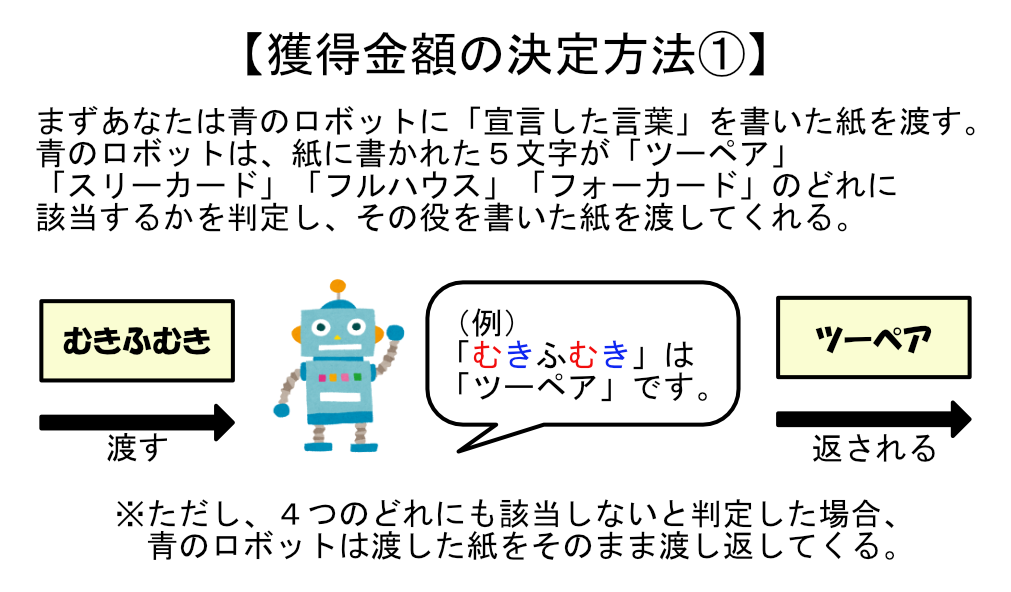 【獲得金額の決定方法①】
まずあなたは青のロボットに「宣言した言葉」を書いた紙を渡す。
青のロボットは、紙に書かれた５文字が「ツーペア」
「スリーカード」「フルハウス」「フォーカード」のどれに
該当するかを判定し、その役を書いた紙を渡してくれる。
むきふむき
渡す
（例）
「むきふむき」は
「ツーペア」です。
ツーペア
返される
※ただし、４つのどれにも該当しないと判定した場合、
青のロボットは渡した紙をそのまま渡し返してくる。